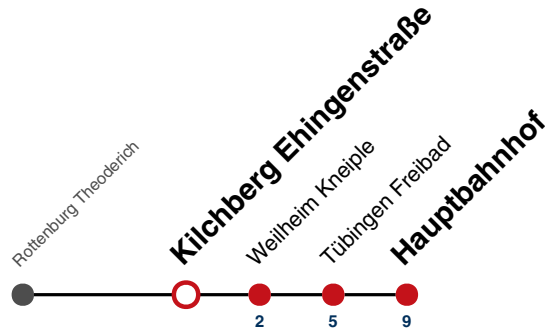 Rottenburg Theoderich
Kilchberg Ehingenstraße
Weilheim Kneiple
Tübingen Freibad
Hauptbahnhof
2
5
9